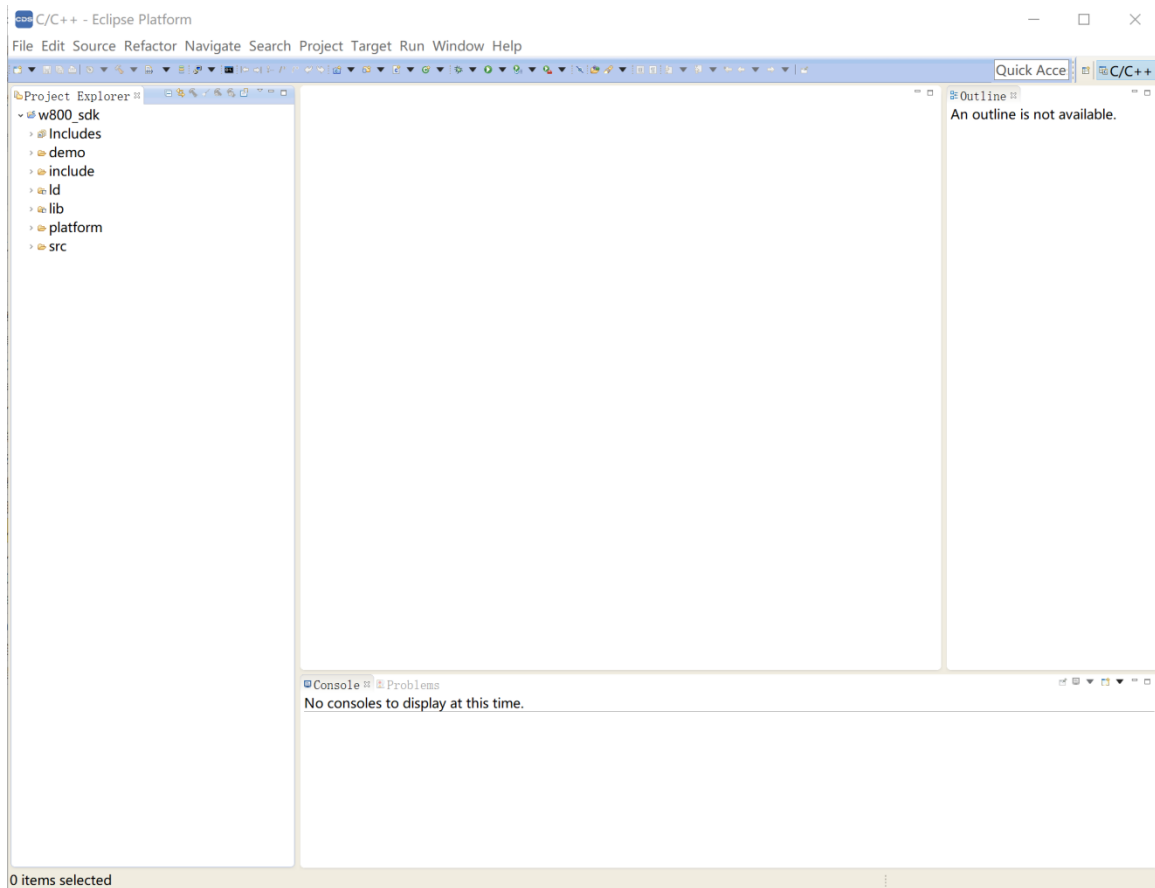 CDS C/C++ - Eclipse Platform
File Edit Source Refactor Navigate Search Project Target Run Window Help
Quick Acce
C/C++
Project Explorer
w800_sdk
Includes
demo
include
ld
lib
platform
src
Outline
An outline is not available.
Console Problems
No consoles to display at this time.
0 items selected